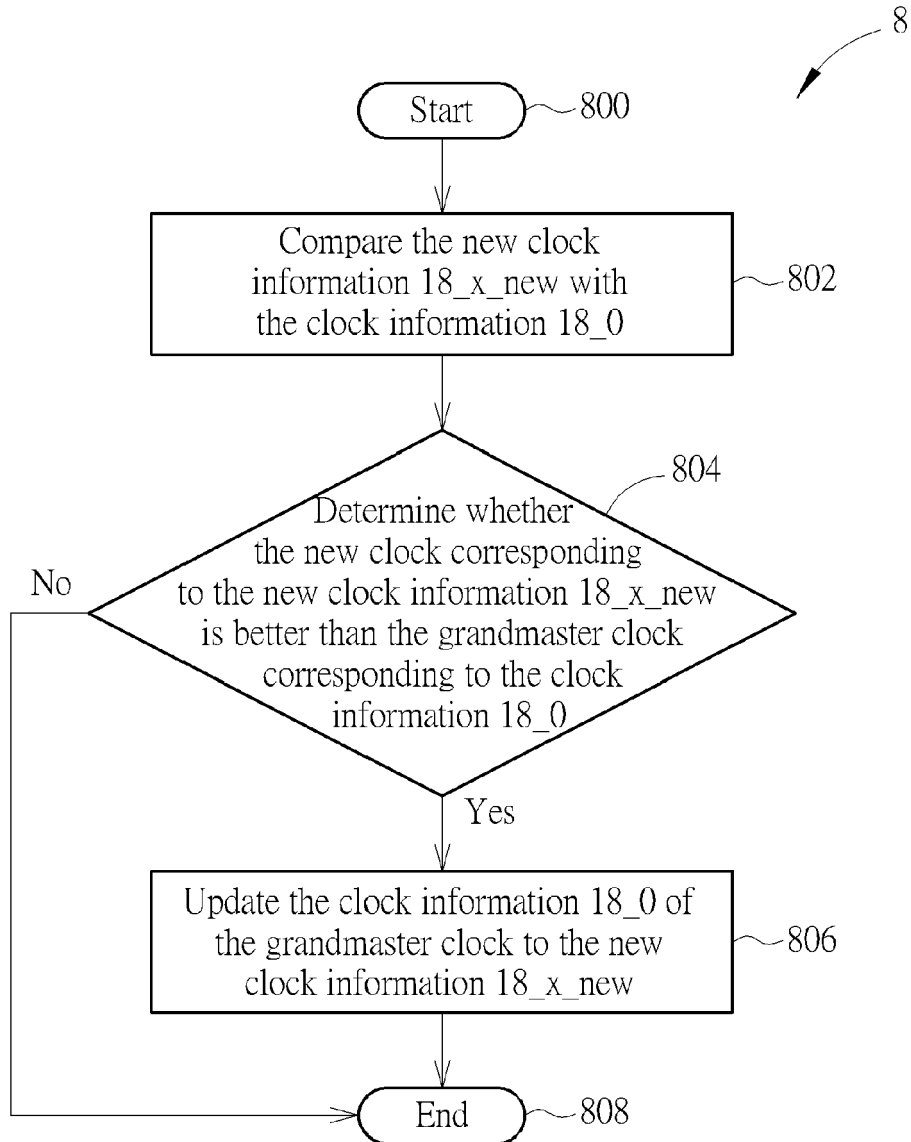 8
Start
800
Compare the new clock
information 18_x_new with
the clock information 18_0
802
804
Determine whether
the new clock corresponding
to the new clock information 18_x_new
is better than the grandmaster clock
corresponding to the clock
information 18_0
No
Yes
Update the clock information 18_0 of
the grandmaster clock to the new
clock information 18_x_new
806
End
808